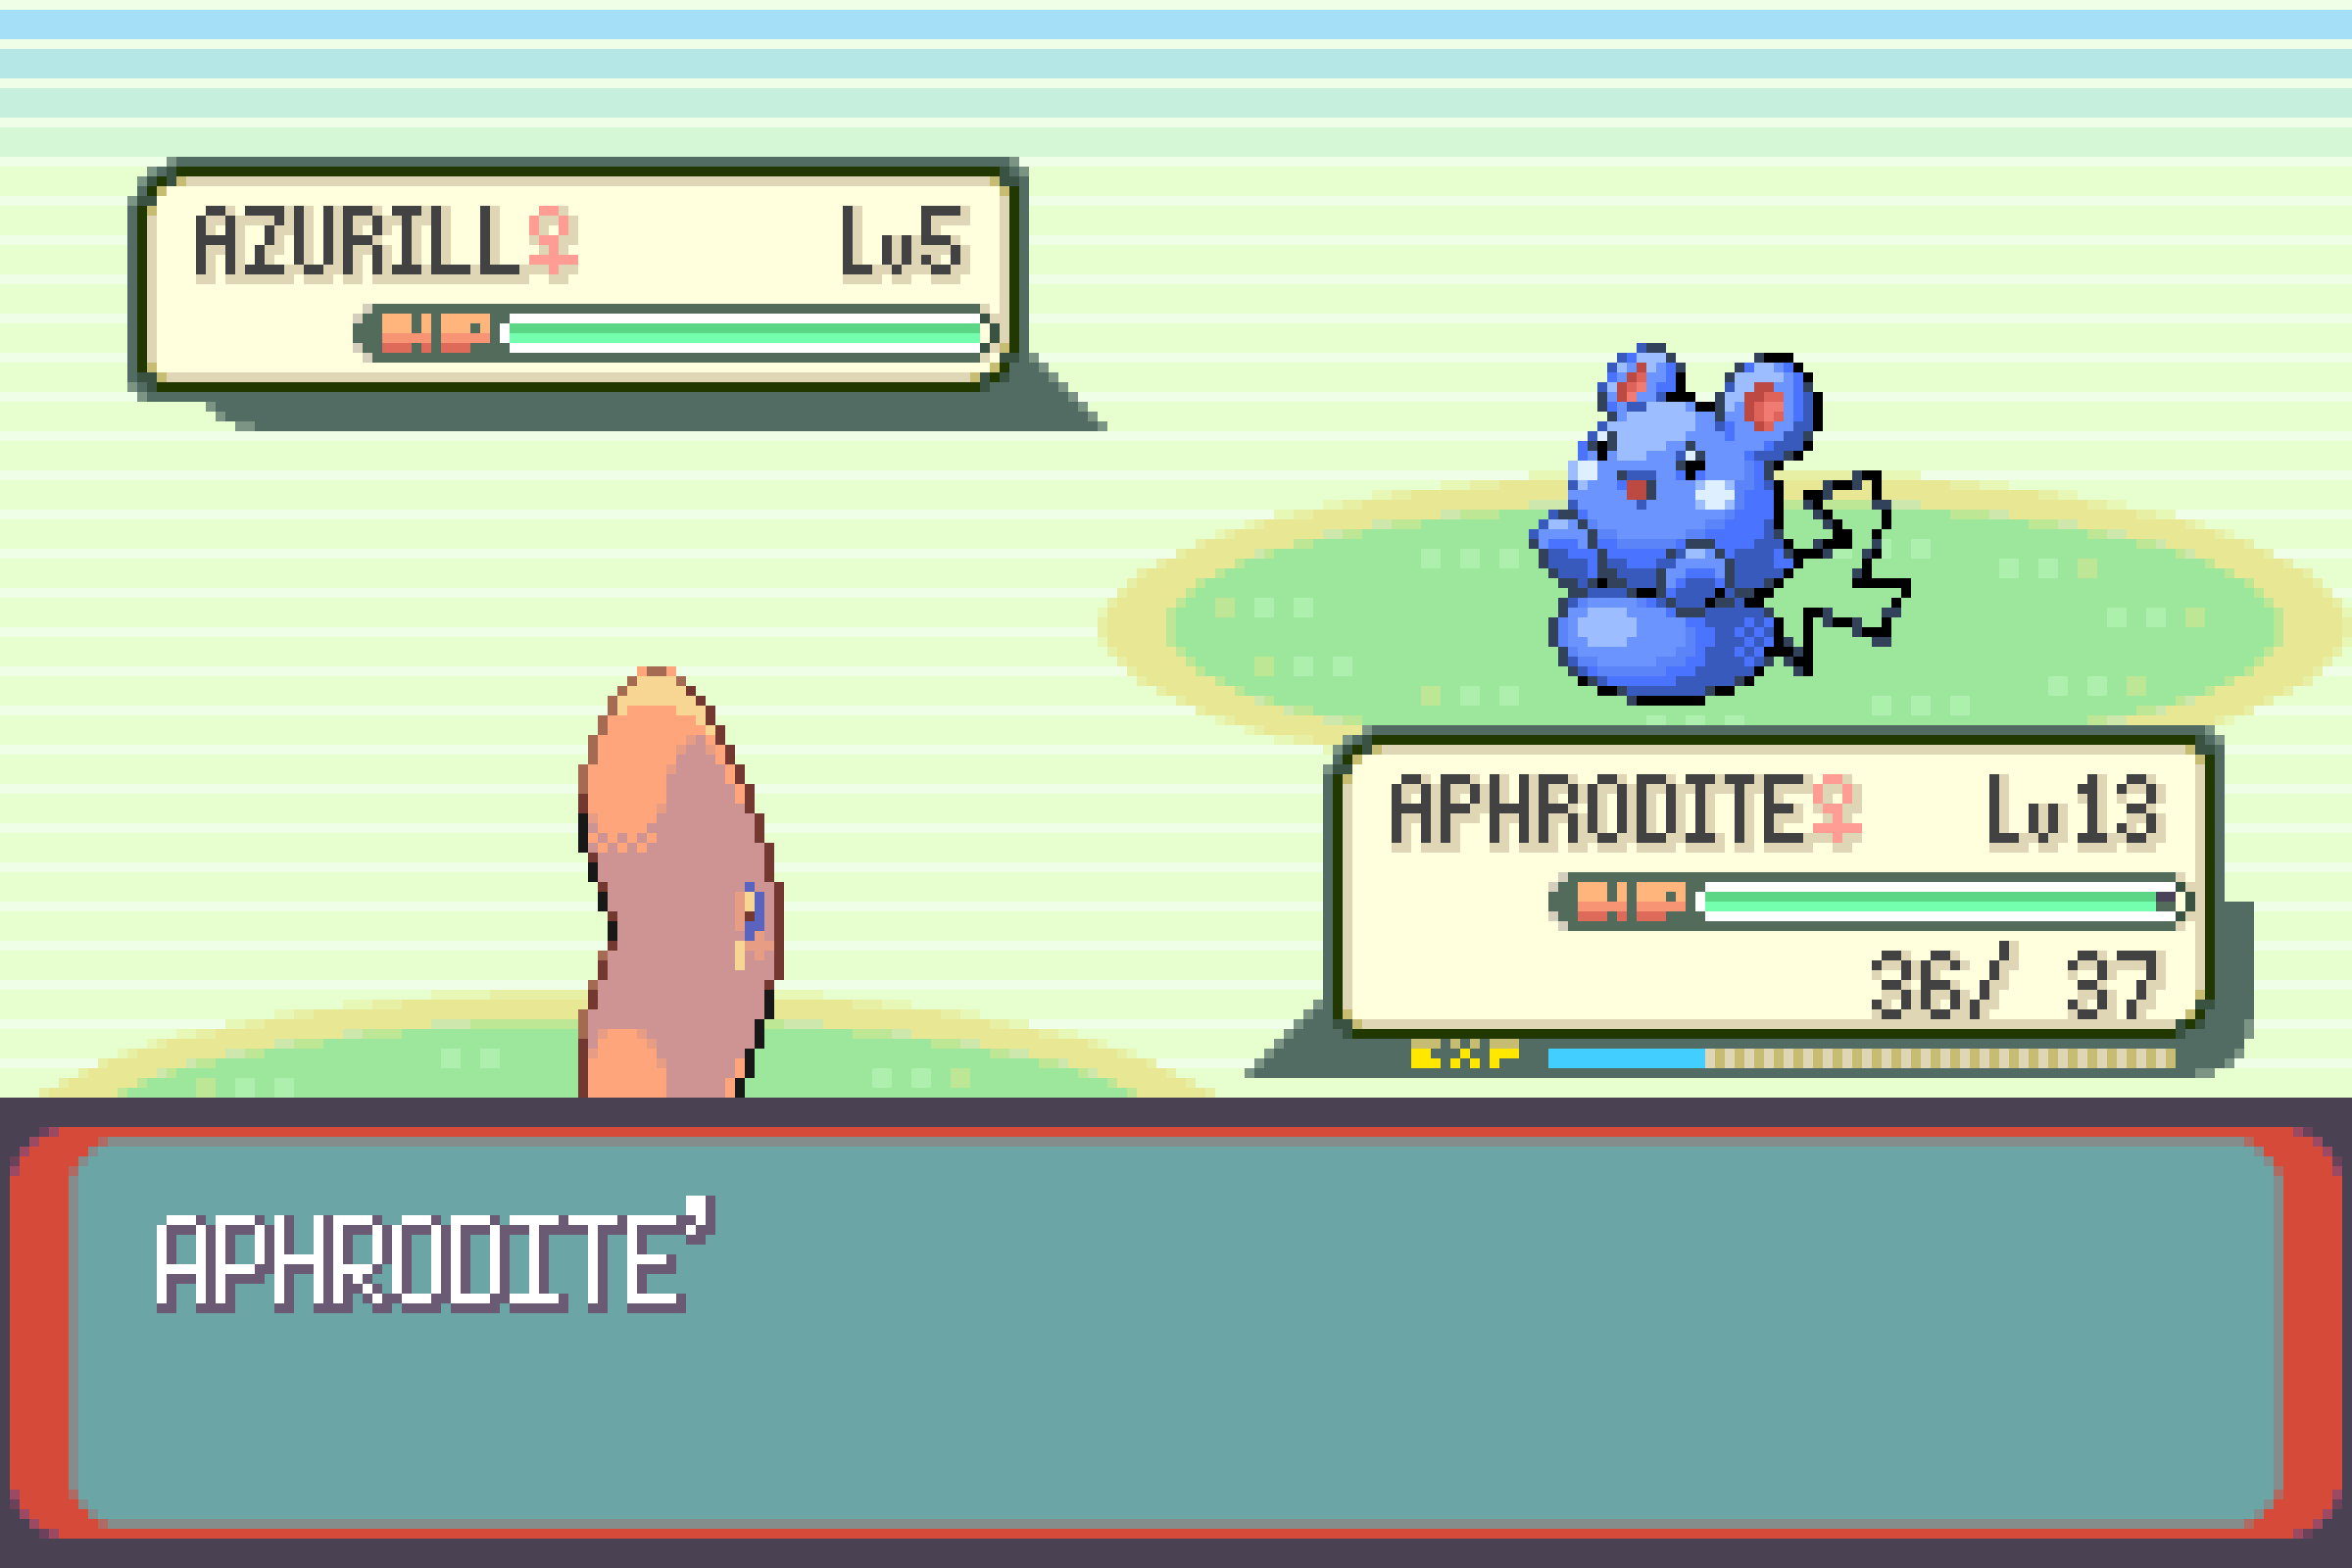 AZURILL♀ Lv5
HP
APHRODITE♀ Lv13
HP
36/ 37
EXP
APHRODITE'